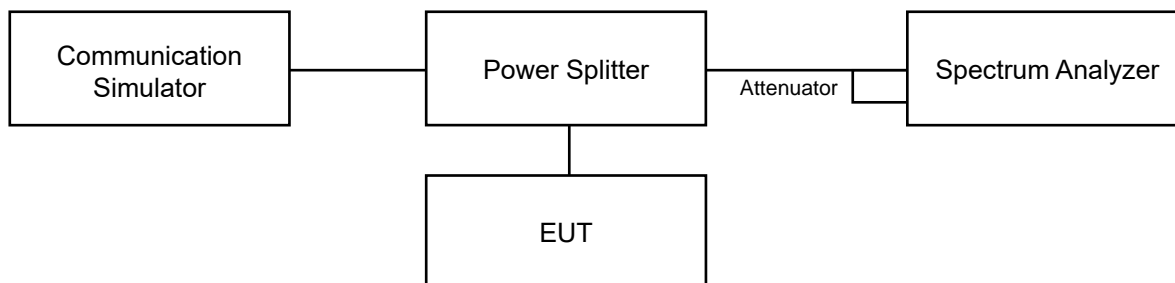 Communication
Simulator
Power Splitter
Attenuator
Spectrum Analyzer
EUT